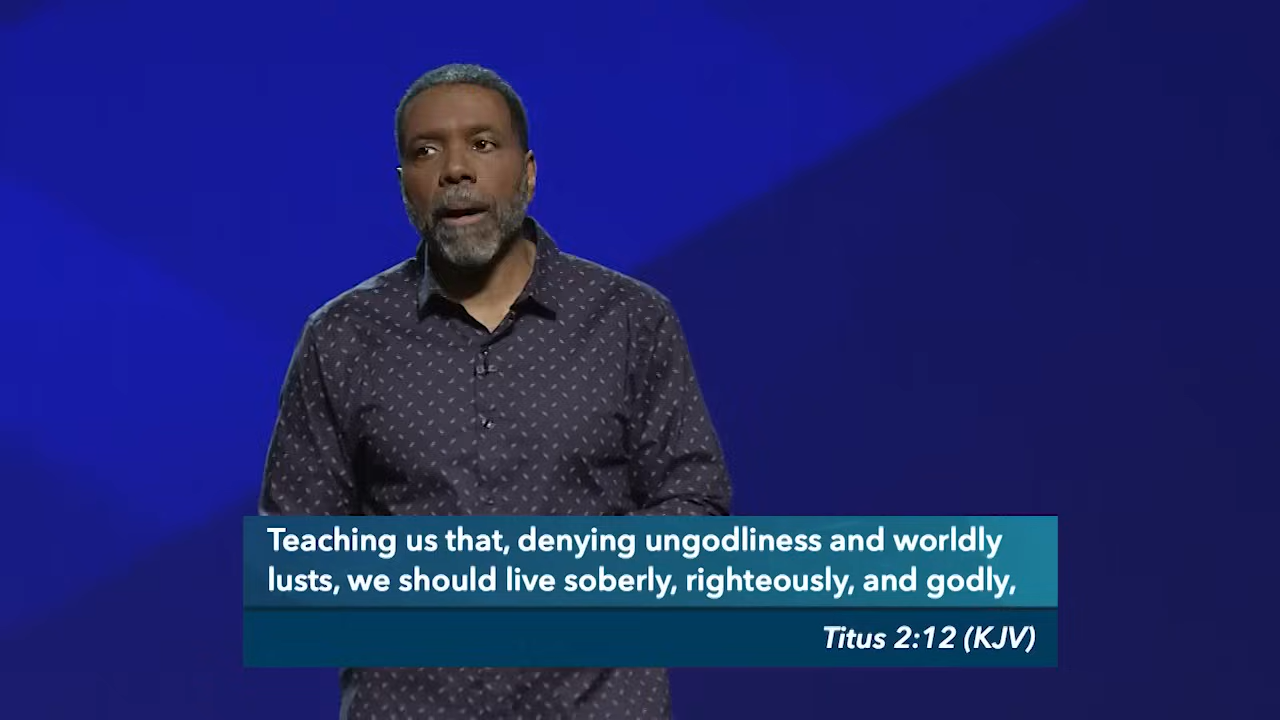 Teaching us that, denying ungodliness and worldly
lusts, we should live soberly, righteously, and godly,
Titus 2:12 (KJV)